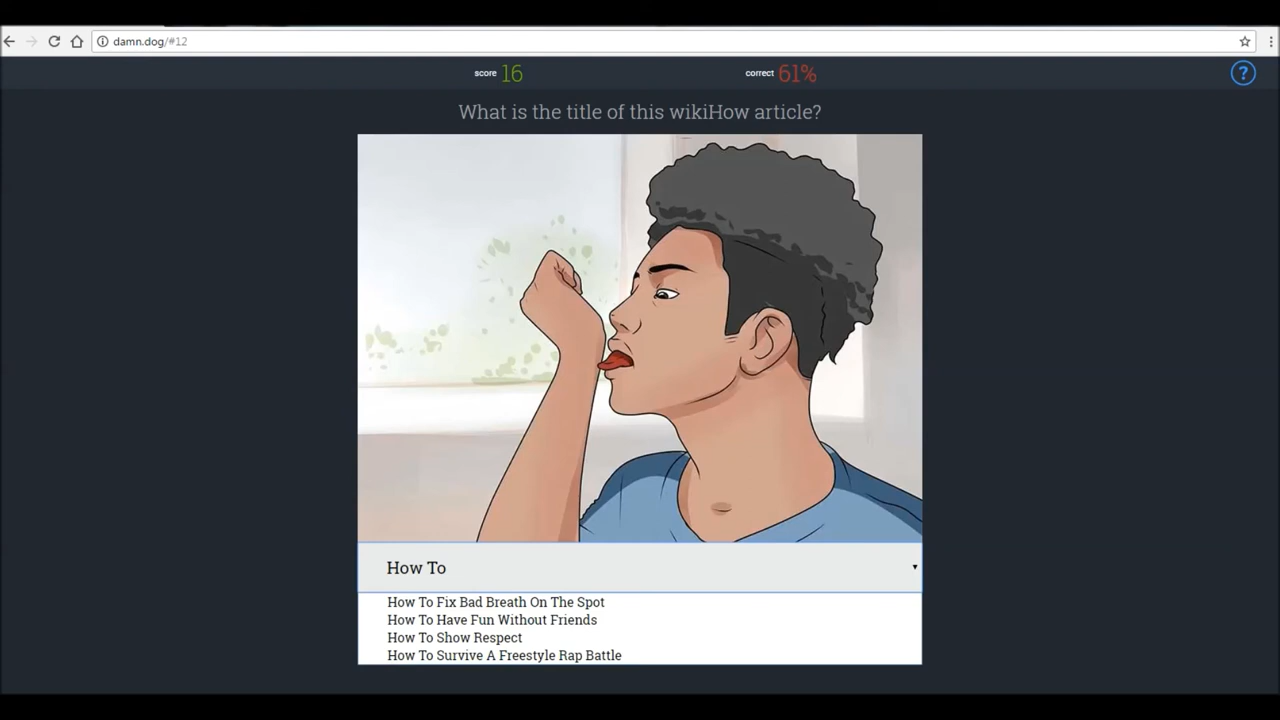 damn.dog/#12
score 16
correct 61%
?
What is the title of this wikiHow article?
How To
How To Fix Bad Breath On The Spot
How To Have Fun Without Friends
How To Show Respect
How To Survive A Freestyle Rap Battle